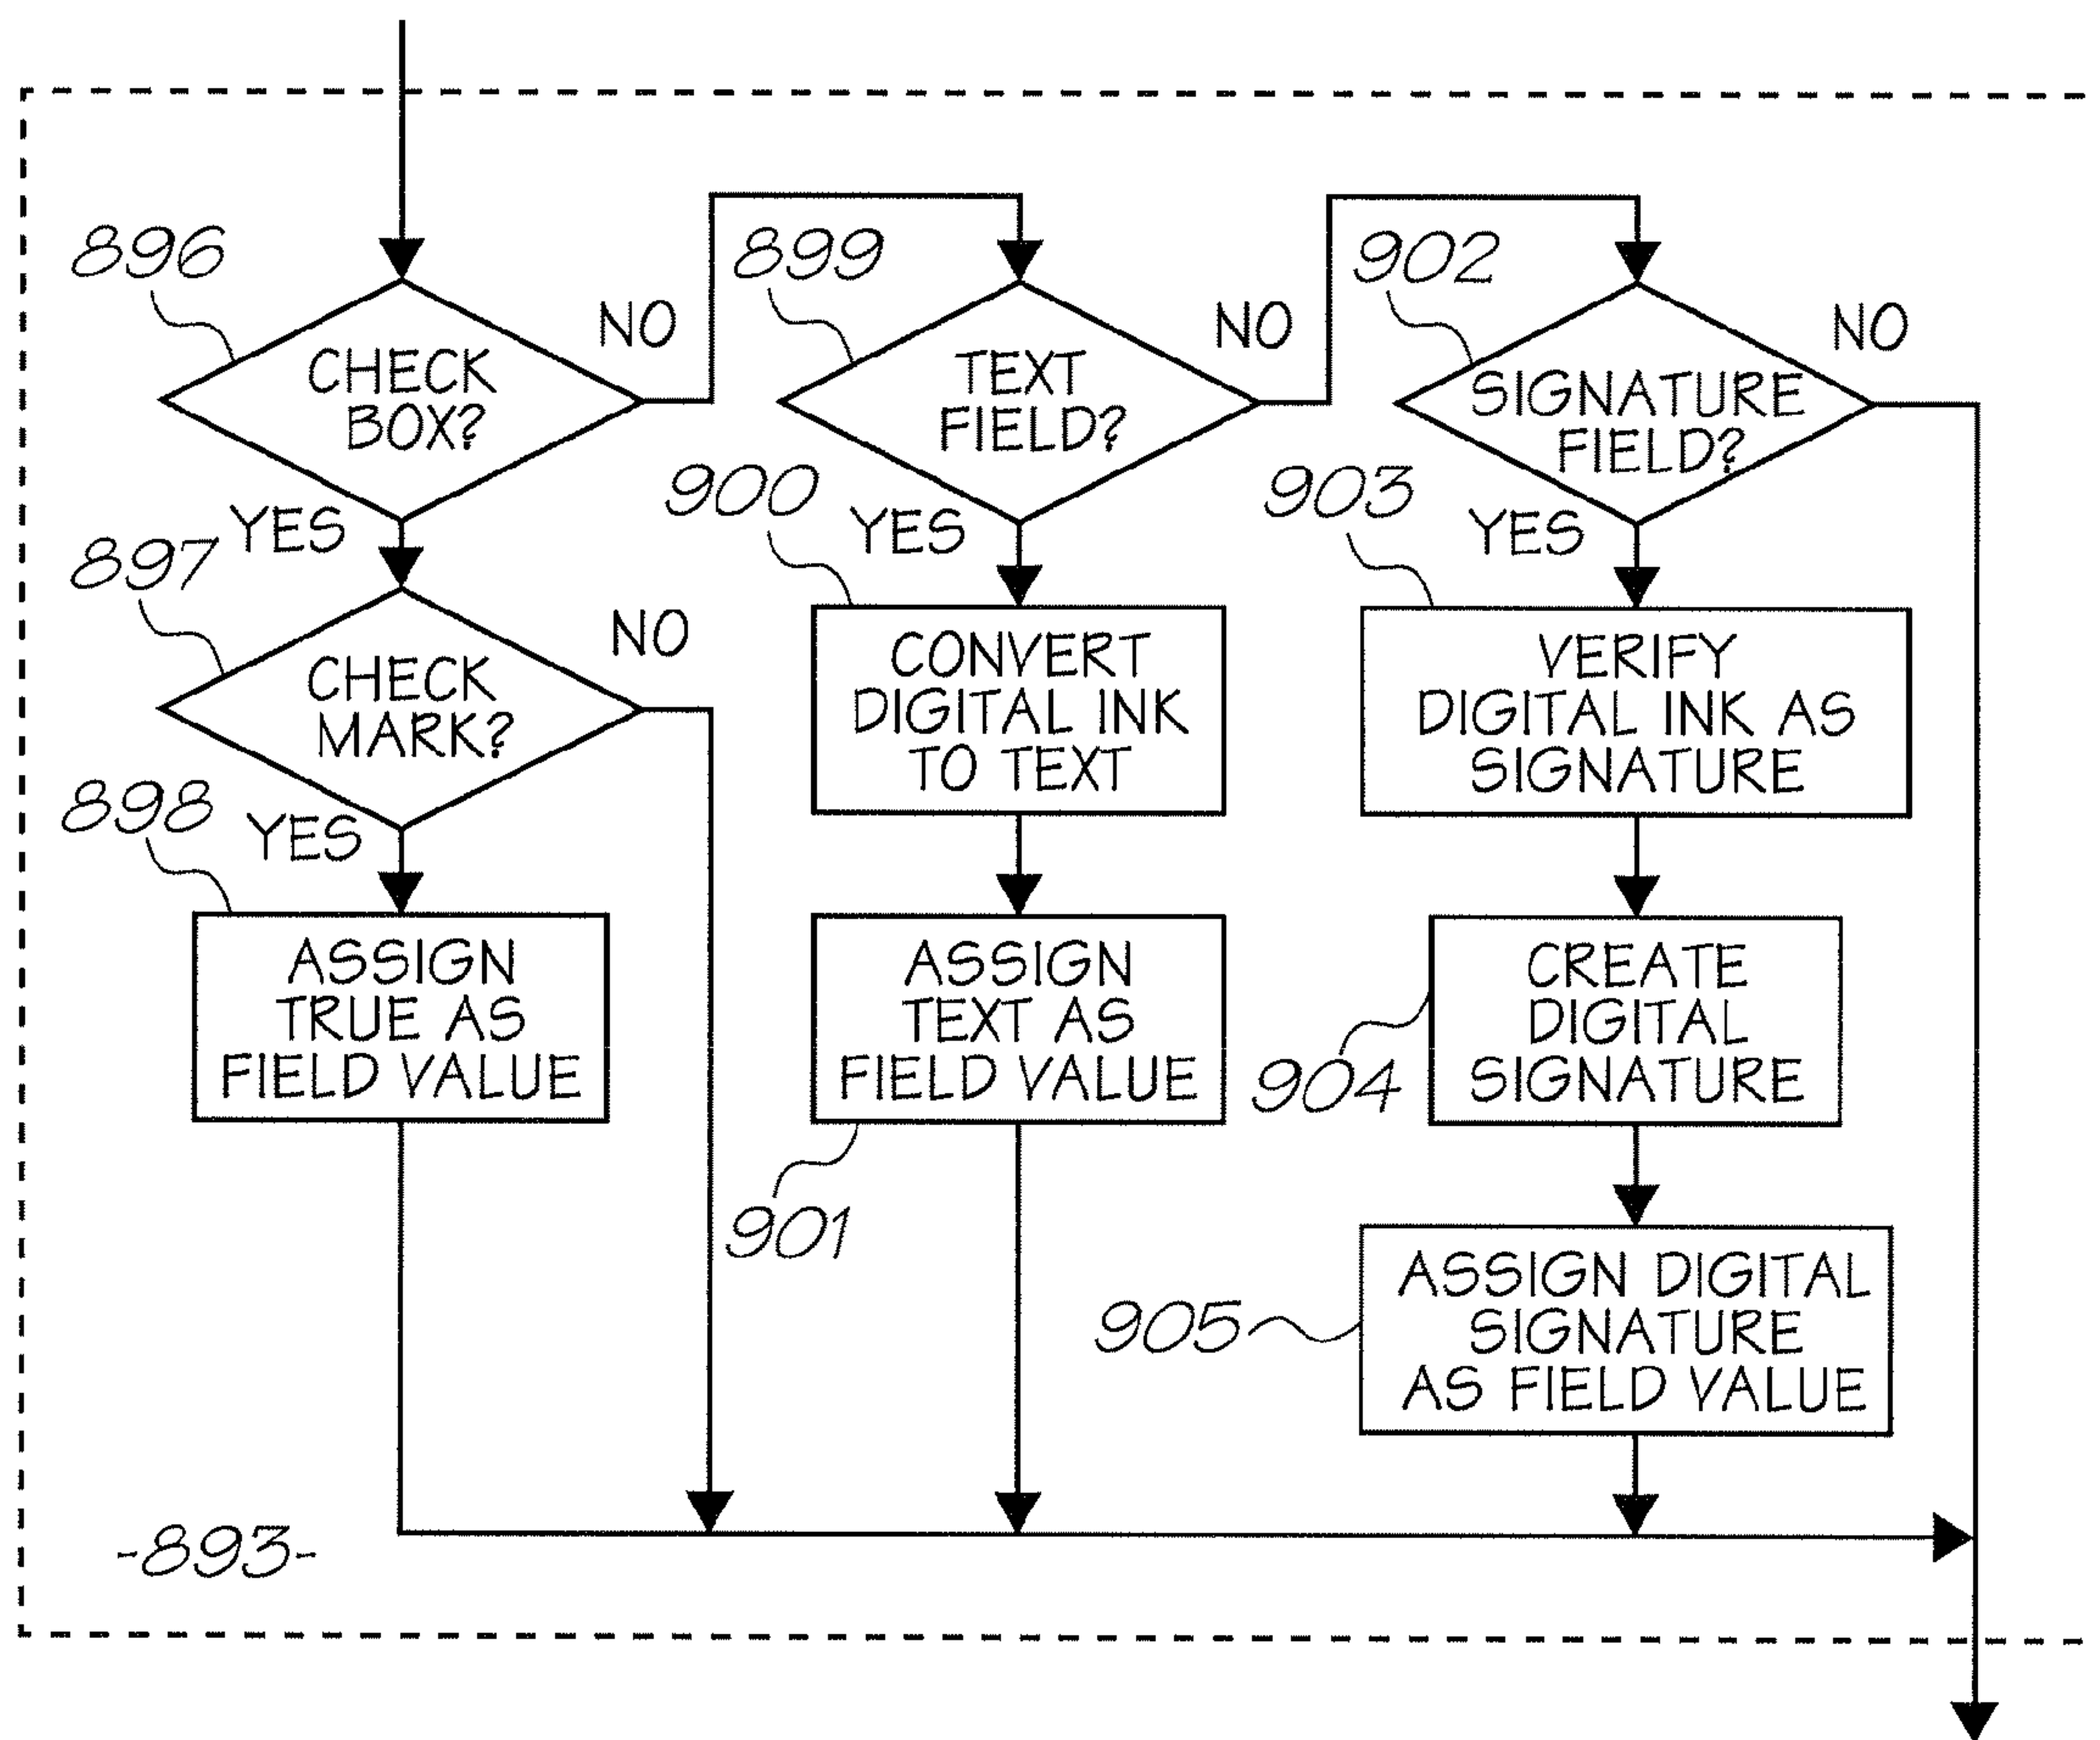 896
CHECK
BOX?
NO
YES
897
CHECK
MARK?
NO
898
YES
ASSIGN
TRUE AS
FIELD VALUE
899
TEXT
FIELD?
NO
900
YES
CONVERT
DIGITAL INK
TO TEXT
ASSIGN
TEXT AS
FIELD VALUE
901
902
SIGNATURE
FIELD?
NO
903
YES
VERIFY
DIGITAL INK AS
SIGNATURE
CREATE
DIGITAL
SIGNATURE
904
ASSIGN DIGITAL
SIGNATURE
AS FIELD VALUE
905
-893-